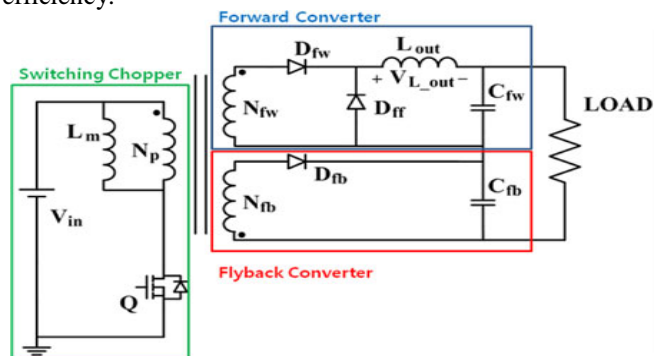 efficiency.
Forward Converter
Switching Chopper
Dfw
Lout
+ VL_out −
Nfw
Dff
Cfw
LOAD
Lm
Np
Vin
Q
Dfb
Nfb
Cfb
Flyback Converter